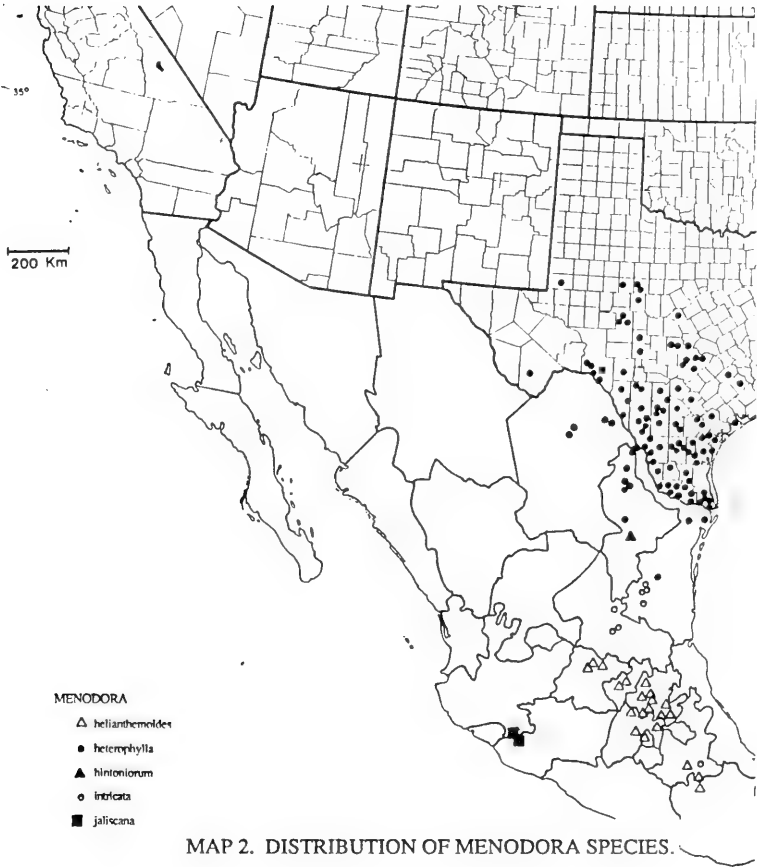 35°
200 Km
MENODORA
helianthemoides
heterophylla
hintoniorum
intricata
jaliscana
MAP 2. DISTRIBUTION OF MENODORA SPECIES.